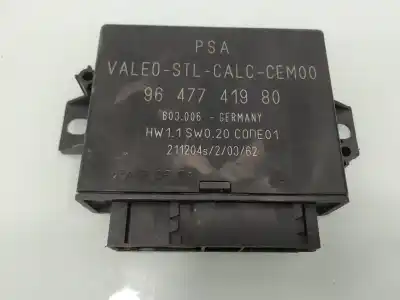 PSA
VALEO-STL-CALC-CEM00
96 477 419 80
803.006 - GERMANY
HW1.1 SW0.20 CODE01
211204s/2/03/62